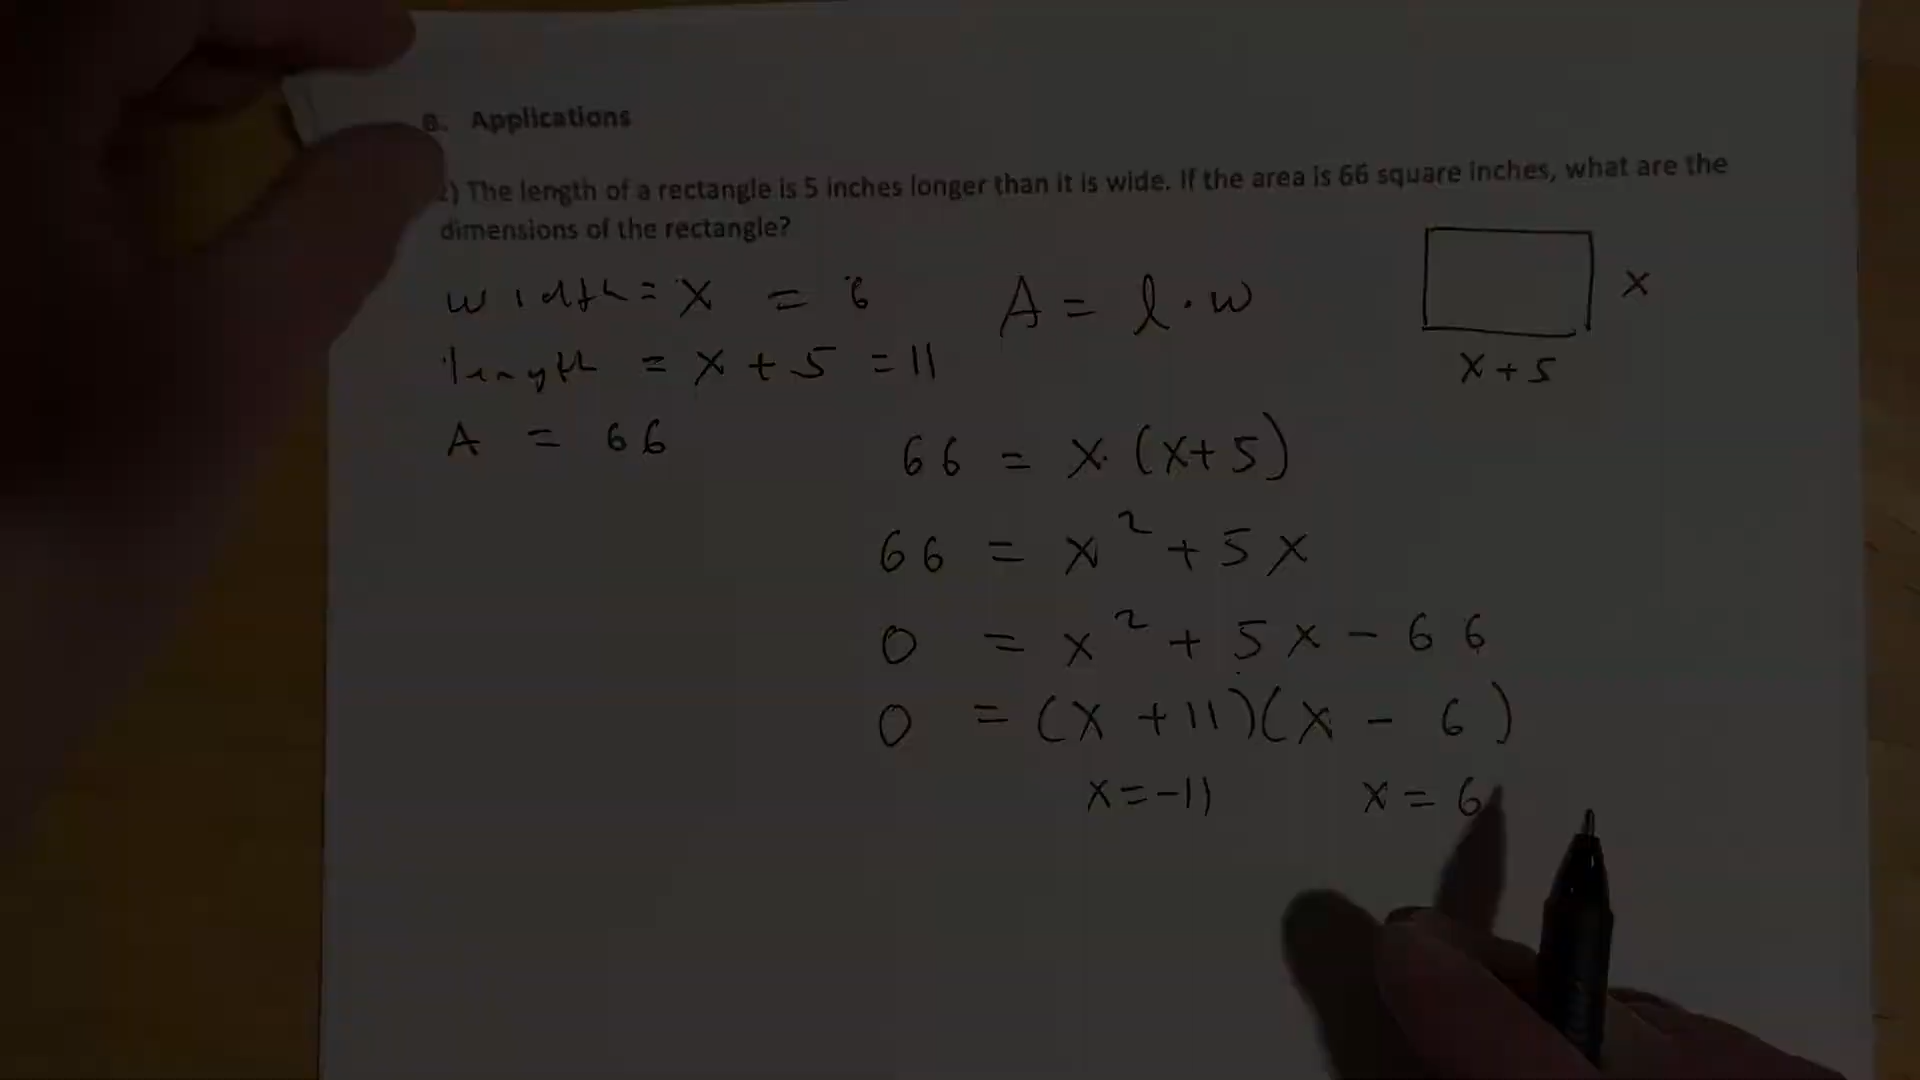 B. Applications
) The length of a rectangle is 5 inches longer than it is wide. If the area is 66 square inches, what are the
dimensions of the rectangle?
width = x = 6
length = x + 5 = 11
A = 66
A = l · w
x
x + 5
66 = x · (x + 5)
66 = x² + 5x
0 = x² + 5x - 66
0 = (x + 11)(x - 6)
x = -11 x = 6